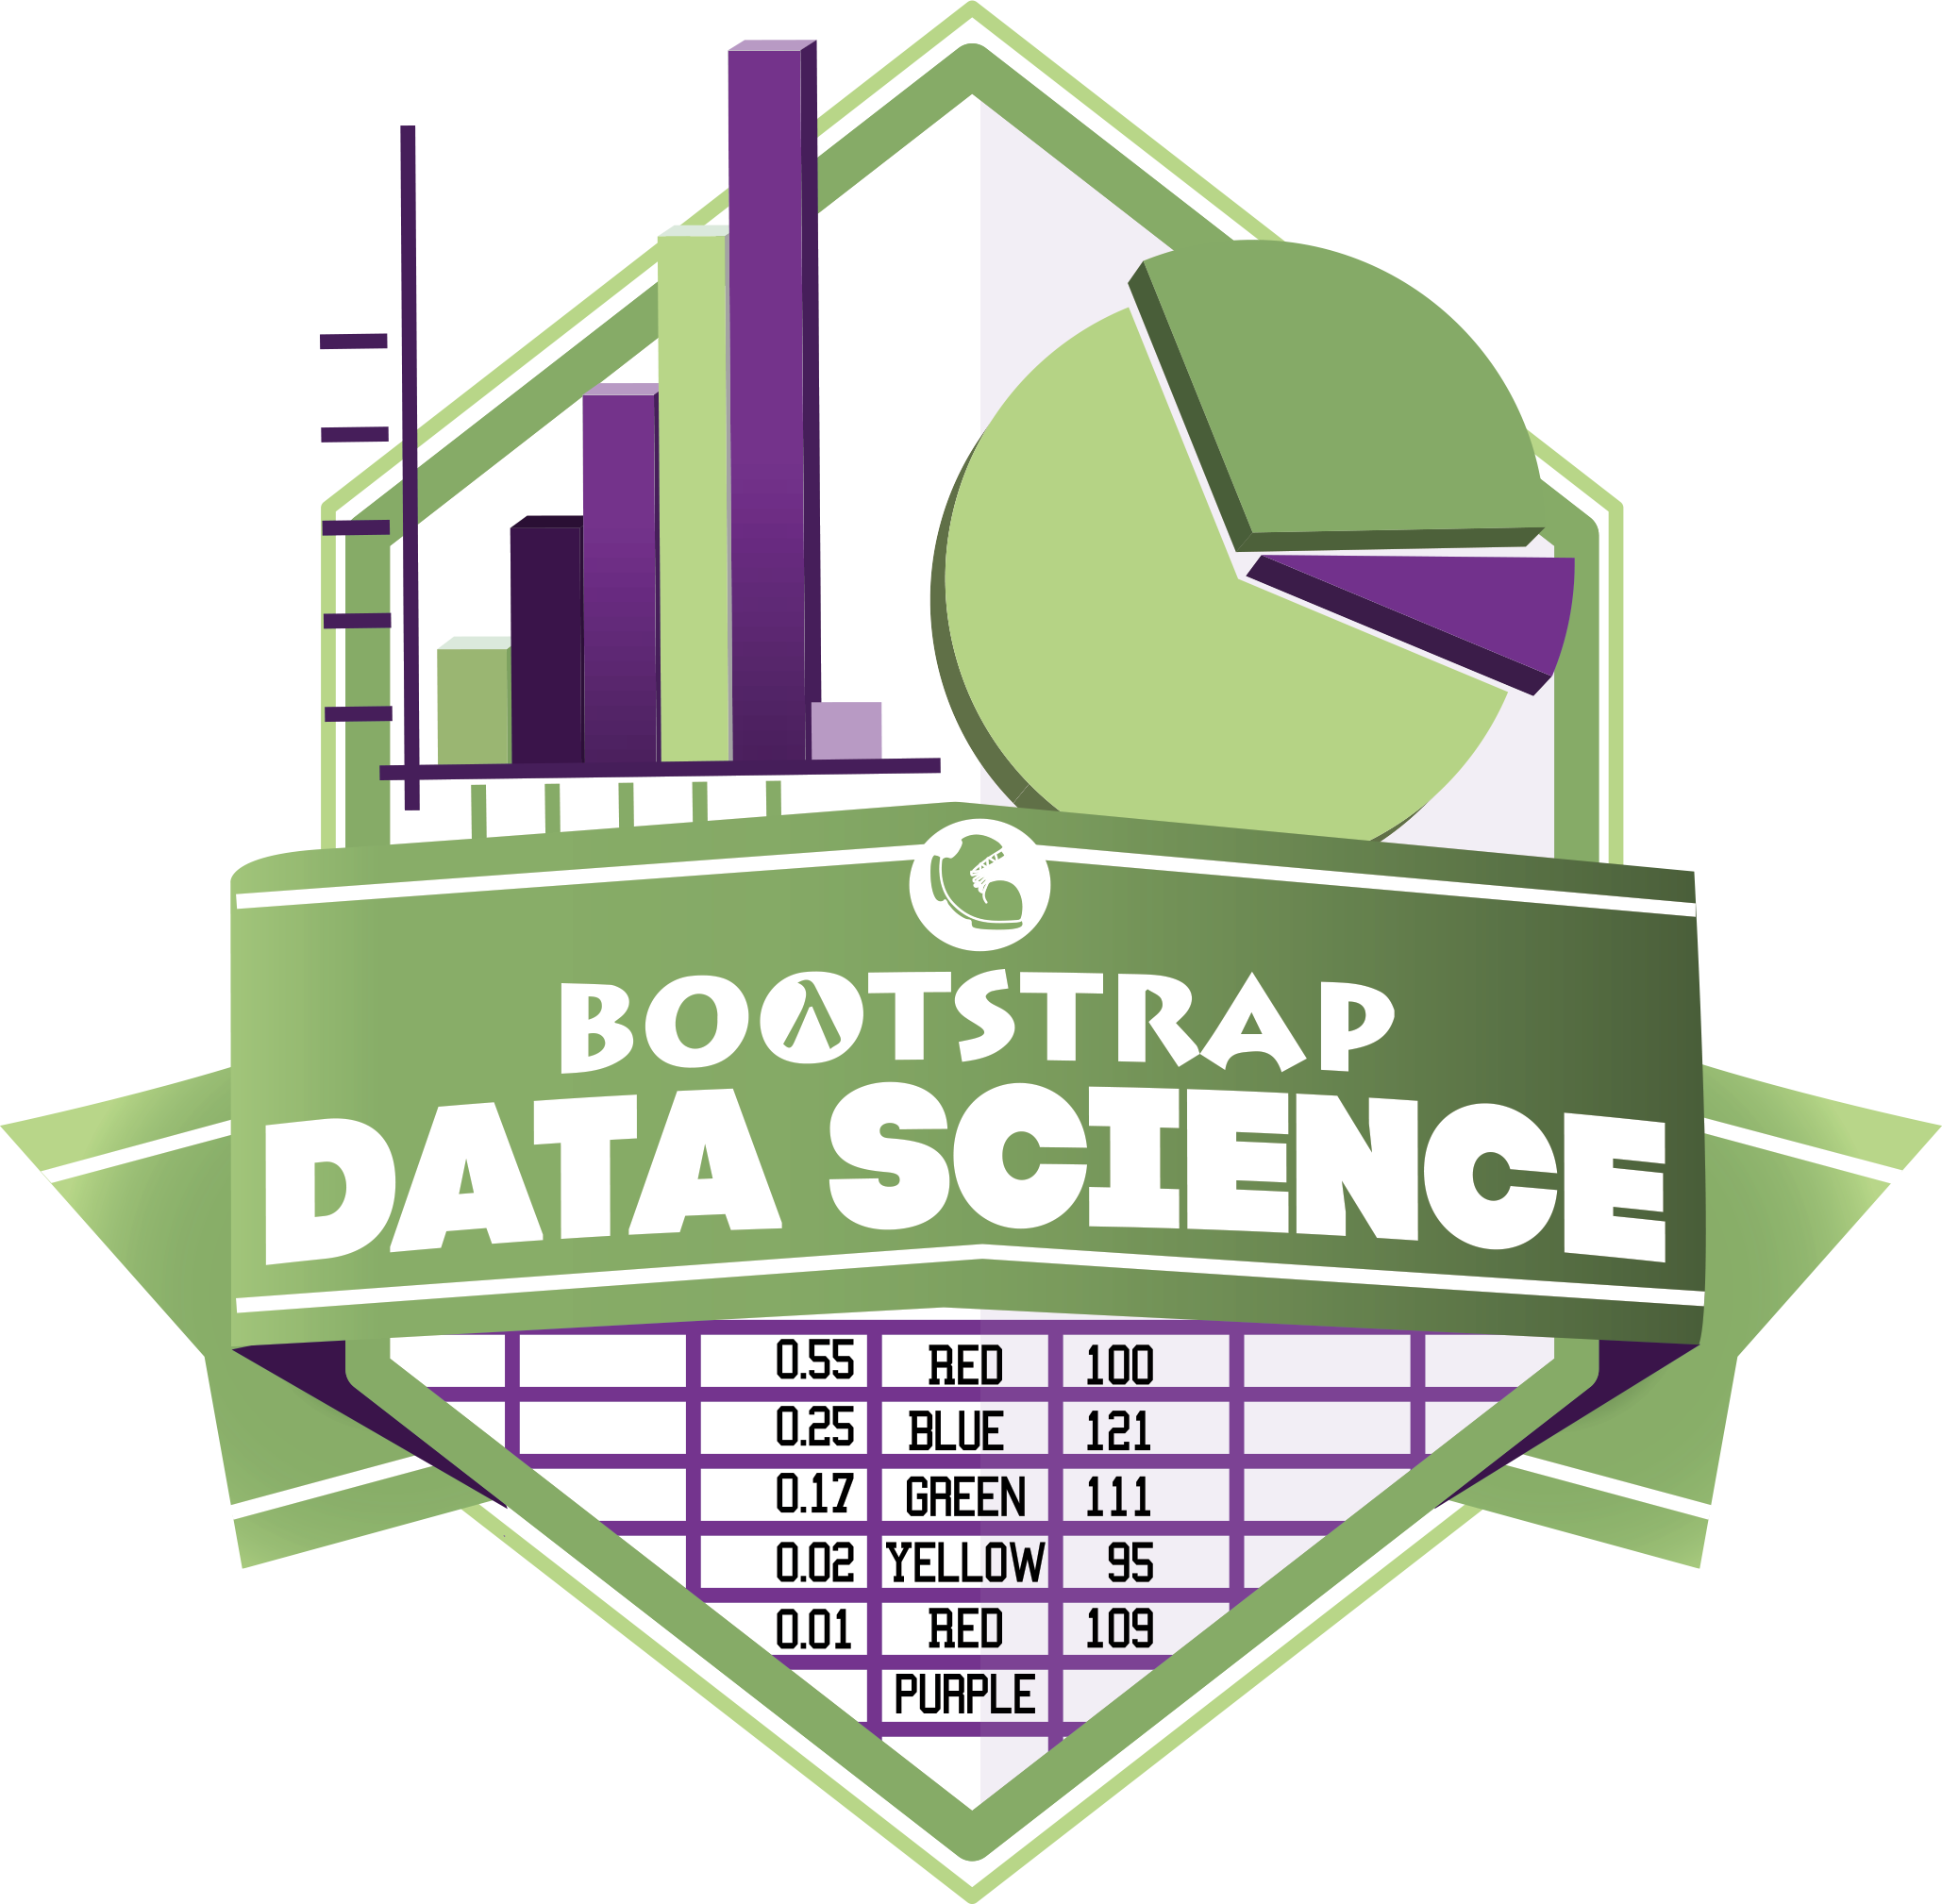 BOOTSTRAP
DATA SCIENCE
0.55 RED 100
0.25 BLUE 121
0.17 GREEN 111
0.02 YELLOW 95
0.01 RED 109
PURPLE